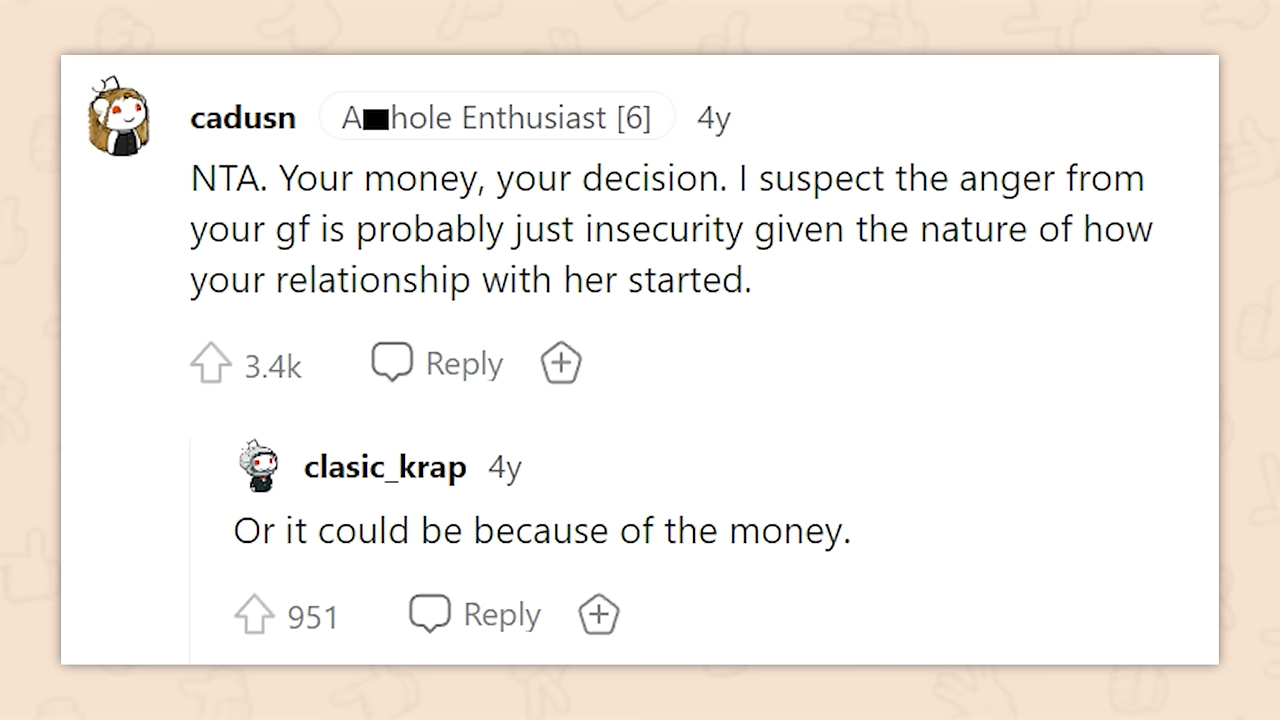 cadusn A■hole Enthusiast [6] 4y
NTA. Your money, your decision. I suspect the anger from
your gf is probably just insecurity given the nature of how
your relationship with her started.
3.4k Reply
clasic_krap 4y
Or it could be because of the money.
951 Reply